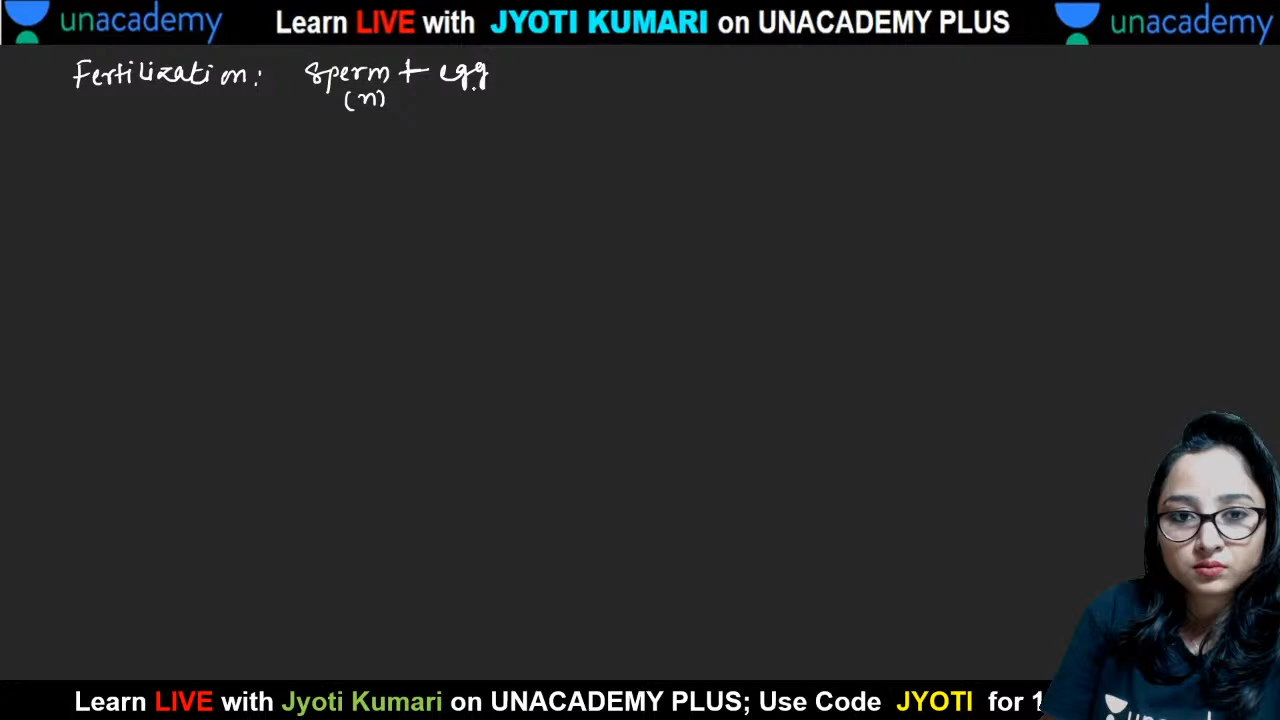 unacademy Learn LIVE with JYOTI KUMARI on UNACADEMY PLUS unacademy
Fertilization: sperm + egg
(n)
Learn LIVE with Jyoti Kumari on UNACADEMY PLUS; Use Code JYOTI for 1